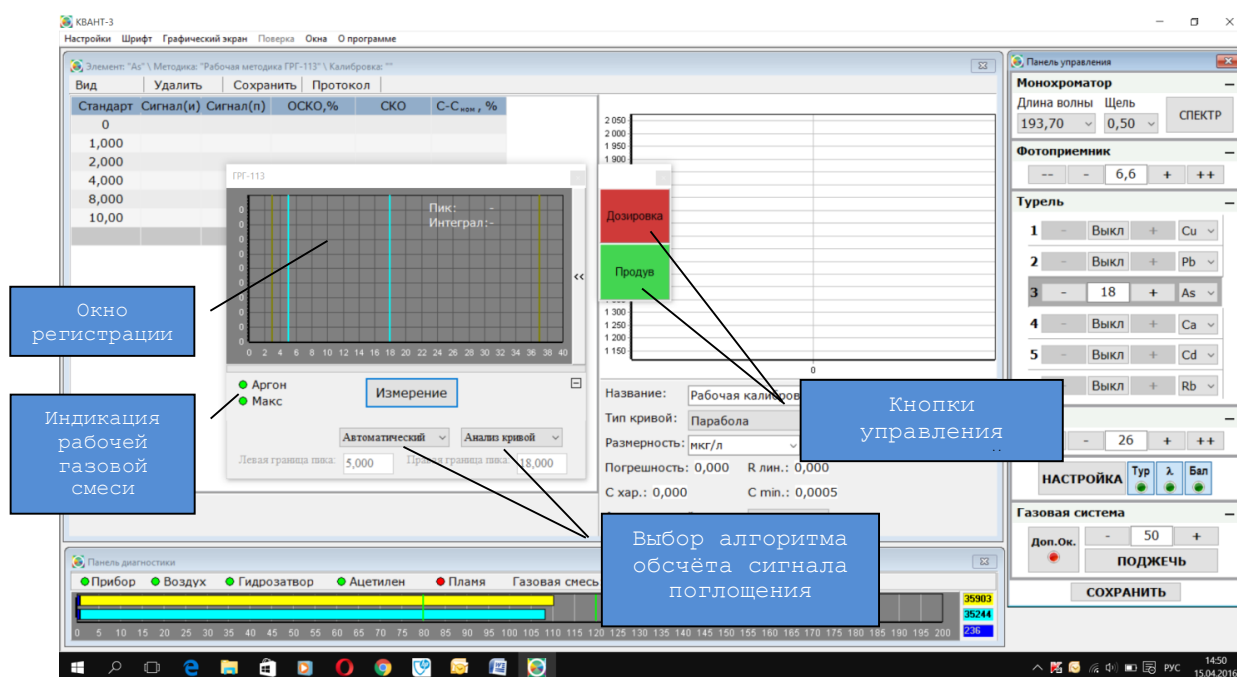 КВАНТ-3
Настройки Шрифт Графический экран Поверка Окна О программе
Элемент: "As" \ Методика: "Рабочая методика ГРГ-113" \ Калибровка: ""
Вид Удалить Сохранить Протокол
Стандарт Сигнал(и) Сигнал(п) ОСКО,% СКО С-Сном, %
0
1,000
2,000
4,000
8,000
10,00
ГРГ-113
Пик: -
Интеграл:-
0
0
0
0
0
0
0
0
0
0 2 4 6 8 10 12 14 16 18 20 22 24 26 28 30 32 34 36 38 40
<<
Аргон
Макс
Измерение
Автоматический Анализ кривой
Левая граница пика: 5,000 Правая граница пика: 18,000
Дозировка
Продув
2 050
2 000
1 950
1 900
1 300
1 250
1 200
1 150
0
Название: Рабочая калибров
Тип кривой: Парабола
Размерность: мкг/л
Погрешность: 0,000 R лин.: 0,000
С хар.: 0,000 С min.: 0,0005
Окно
регистрации
Индикация
рабочей
газовой
смеси
Кнопки
управления
Выбор алгоритма
обсчёта сигнала
поглощения
Панель диагностики
Прибор Воздух Гидрозатвор Ацетилен Пламя Газовая смесь
35903
35244
236
0 5 10 15 20 25 30 35 40 45 50 55 60 65 70 75 80 85 90 95 100 105 110 115 120 125 130 135 140 145 150 155 160 165 170 175 180 185 190 195 200
Панель управления
Монохроматор
Длина волны Щель
193,70 0,50 СПЕКТР
Фотоприемник
-- - 6,6 + ++
Турель
1 - Выкл + Cu
2 - Выкл + Pb
3 - 18 + As
4 - Выкл + Ca
5 - Выкл + Cd
Выкл + Rb
- 26 + ++
НАСТРОЙКА Тур λ Бал
Газовая система
Доп.Ок. - 50 +
ПОДЖЕЧЬ
СОХРАНИТЬ
РУС
14:50
15.04.2016